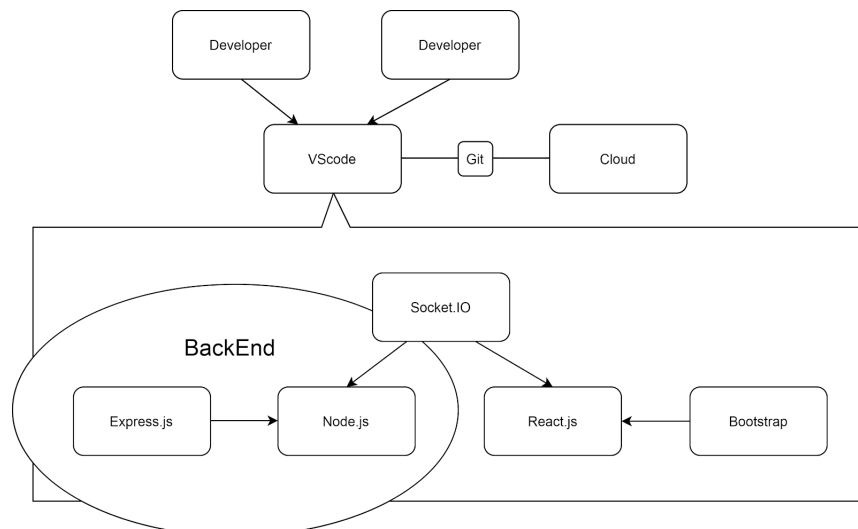 Developer
Developer
VScode
Git
Cloud
Socket.IO
BackEnd
Express.js
Node.js
React.js
Bootstrap